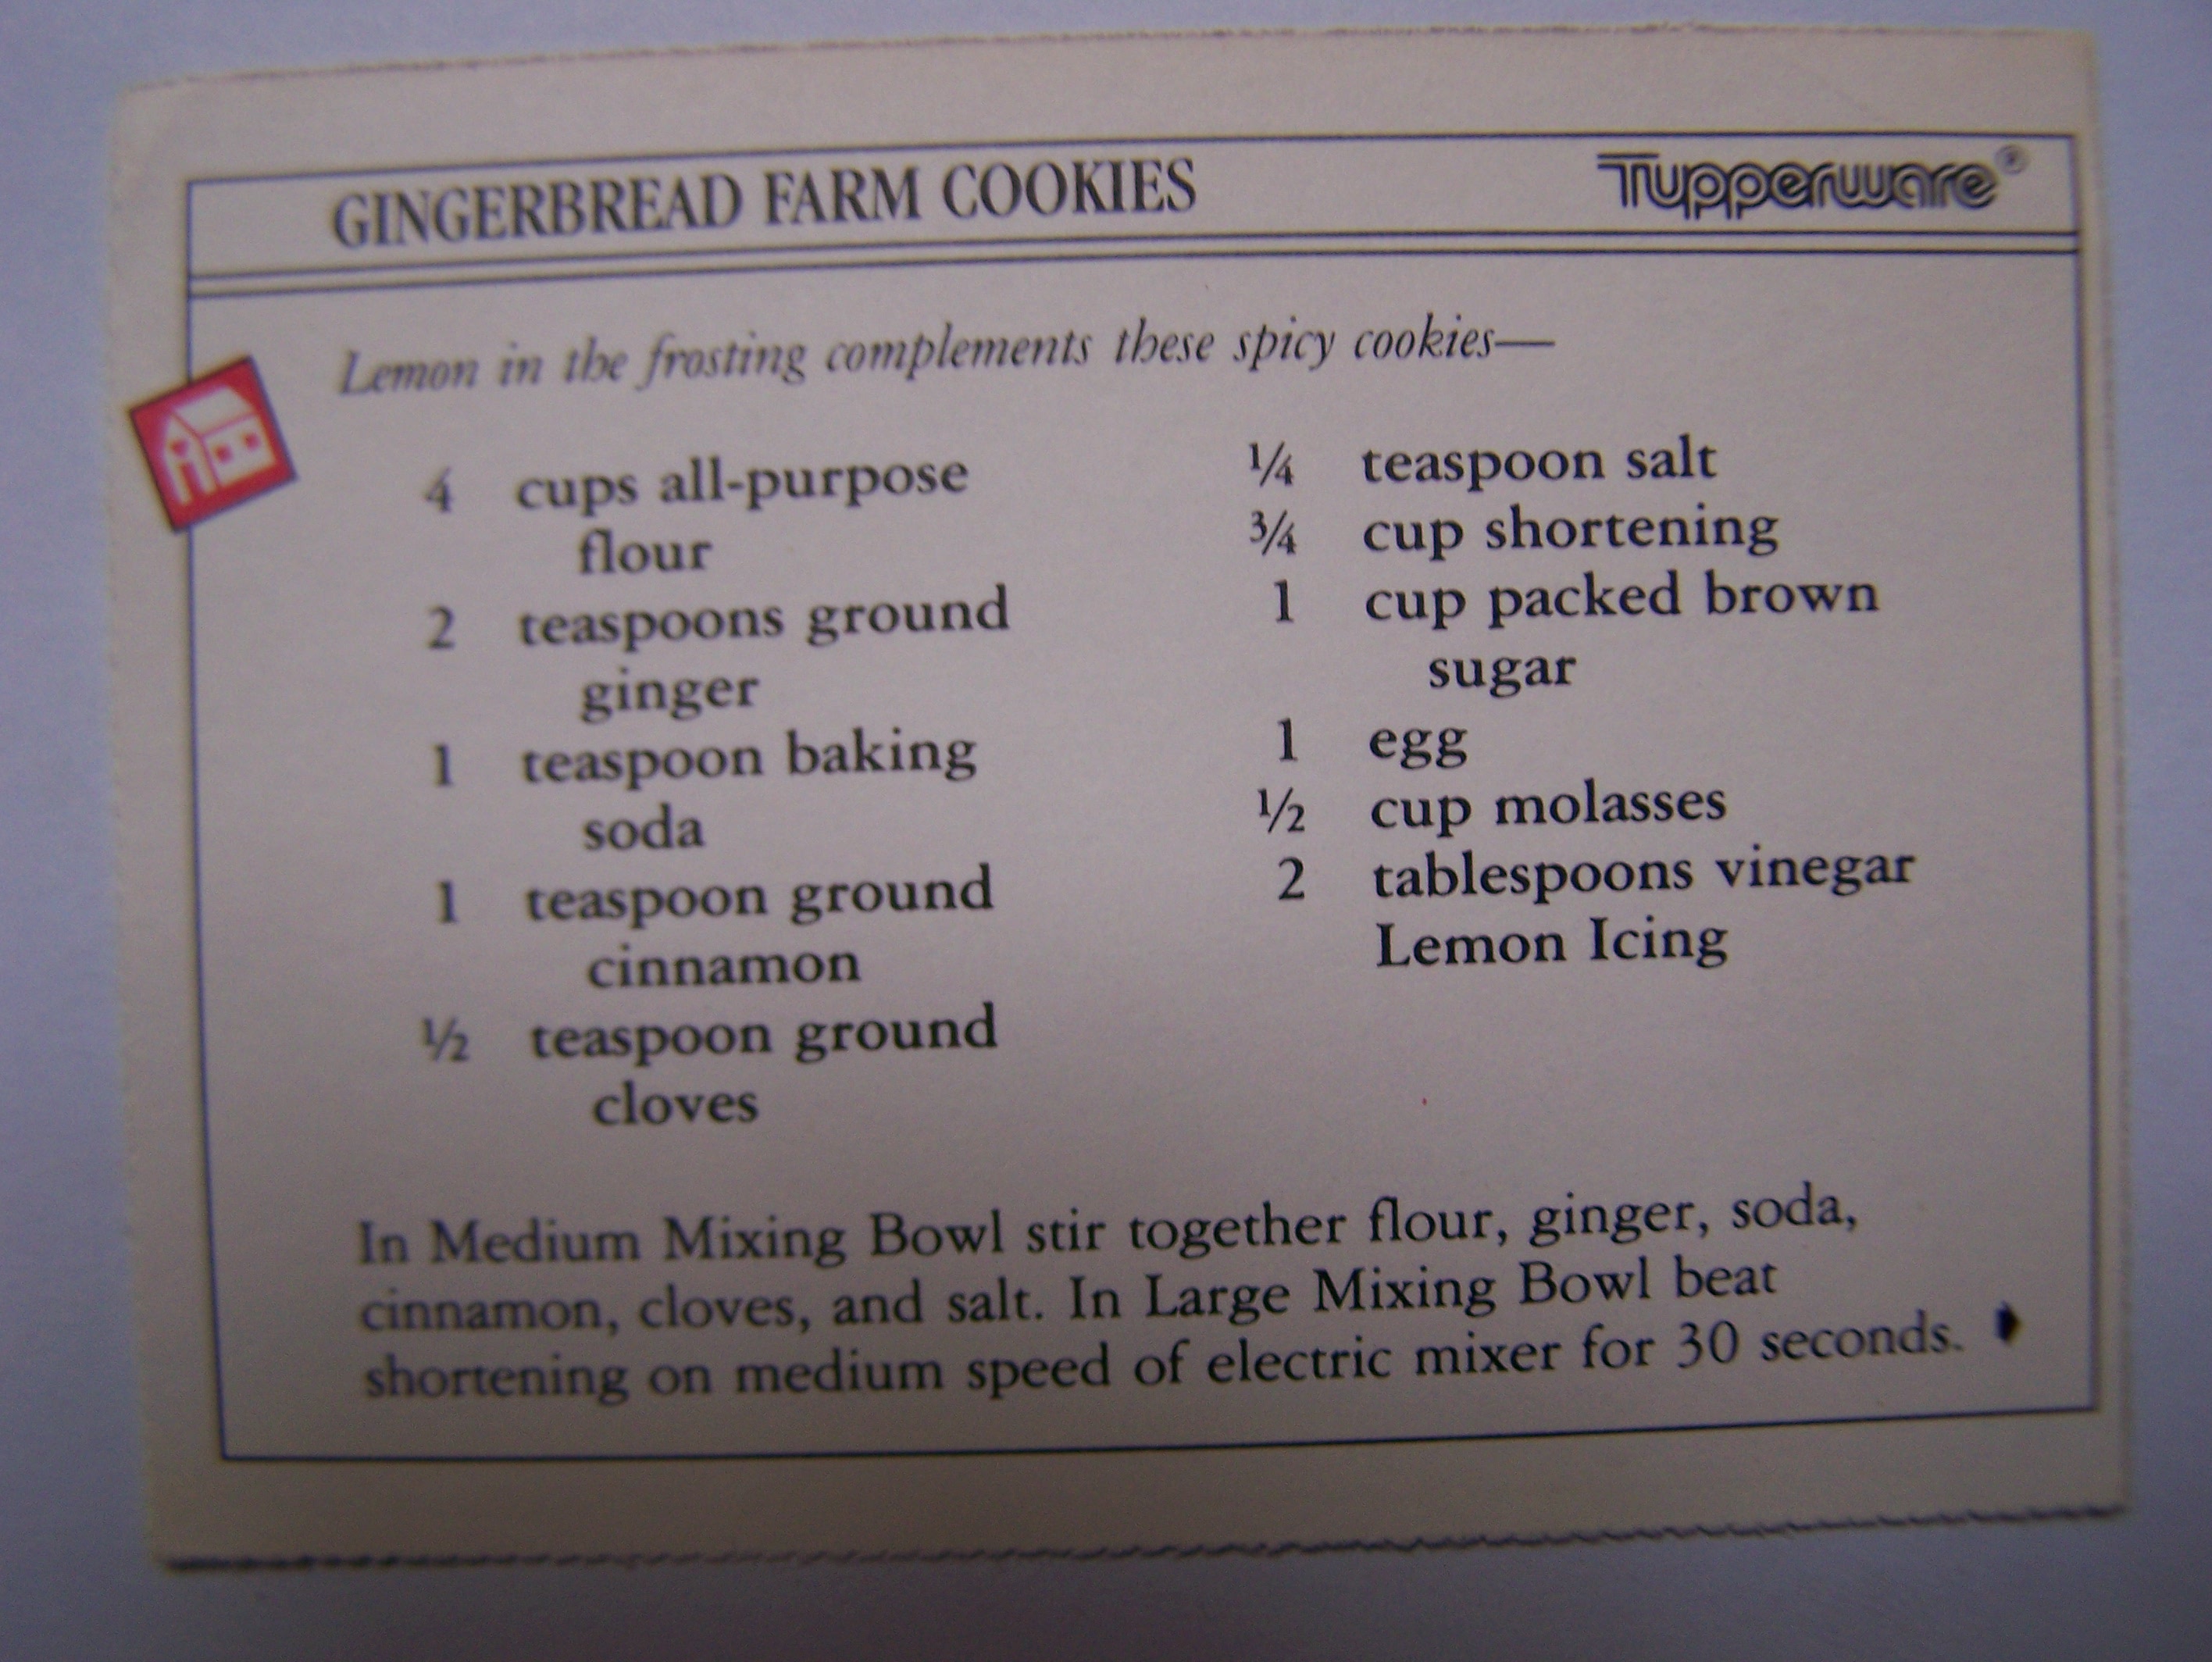 GINGERBREAD FARM COOKIES
Tupperware®
Lemon in the frosting complements these spicy cookies—
4 cups all-purpose
flour
2 teaspoons ground
ginger
1 teaspoon baking
soda
1 teaspoon ground
cinnamon
½ teaspoon ground
cloves
¼ teaspoon salt
¾ cup shortening
1 cup packed brown
sugar
1 egg
½ cup molasses
2 tablespoons vinegar
Lemon Icing
In Medium Mixing Bowl stir together flour, ginger, soda,
cinnamon, cloves, and salt. In Large Mixing Bowl beat
shortening on medium speed of electric mixer for 30 seconds.